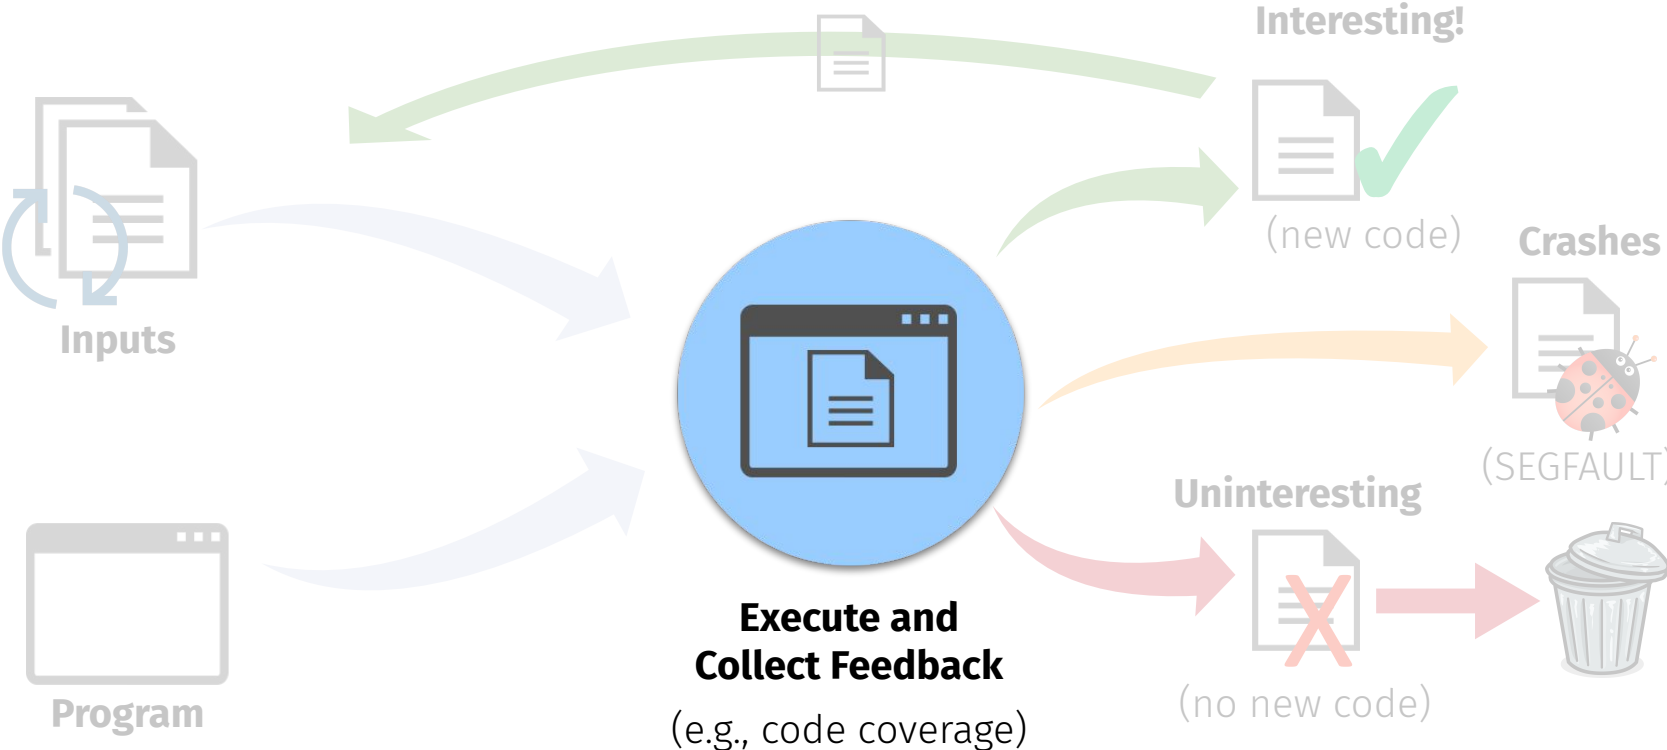 Interesting!
(new code)
Crashes
Inputs
(SEGFAULT)
Uninteresting
Execute and
Collect Feedback
(e.g., code coverage)
(no new code)
Program